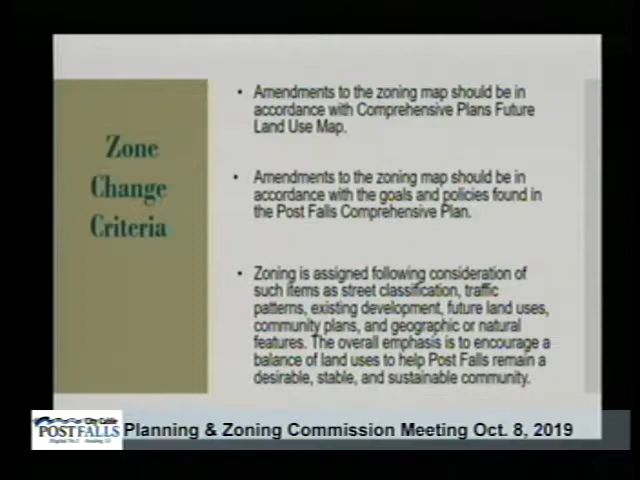 Zone
Change
Criteria
• Amendments to the zoning map should be in
accordance with Comprehensive Plans Future
Land Use Map.
• Amendments to the zoning map should be in
accordance with the goals and policies found in
the Post Falls Comprehensive Plan.
• Zoning is assigned following consideration of
such items as street classification, traffic
patterns, existing development, future land uses,
community plans, and geographic or natural
features. The overall emphasis is to encourage a
balance of land uses to help Post Falls remain a
desirable, stable, and sustainable community.
City Cable
POST FALLS
Planning & Zoning Commission Meeting Oct. 8, 2019